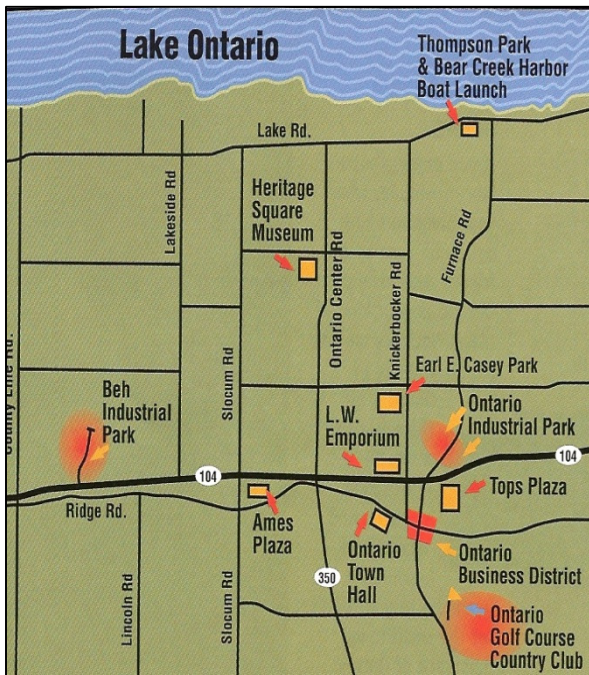 Lake Ontario
Thompson Park
& Bear Creek Harbor
Boat Launch
Lake Rd.
Lakeside Rd
Heritage
Square
Museum
Ontario Center Rd
Knickerbocker Rd
Furnace Rd
County Line Rd.
Slocum Rd
Earl E. Casey Park
Beh
Industrial
Park
L.W.
Emporium
Ontario
Industrial Park
104
104
Ridge Rd.
Ames
Plaza
Tops Plaza
Ontario
Town
Hall
Ontario
Business District
350
Lincoln Rd
Slocum Rd
Ontario
Golf Course
Country Club